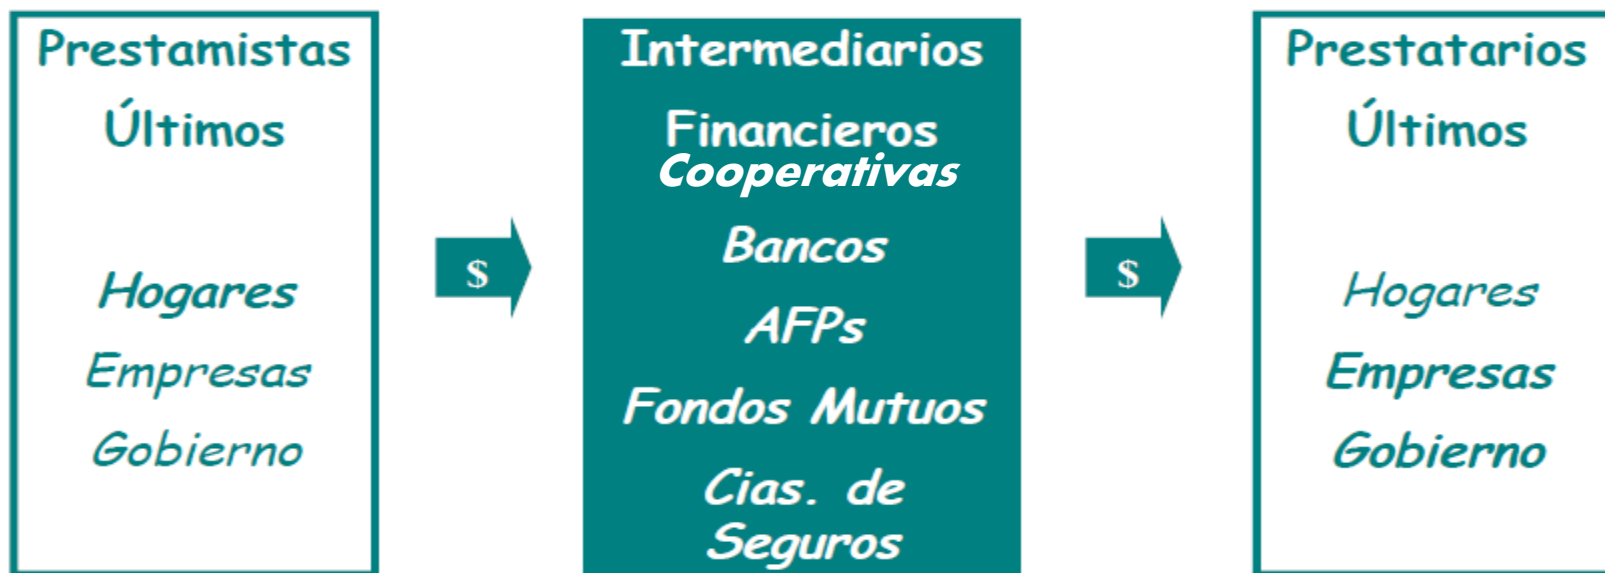 Prestamistas
Últimos
Hogares
Empresas
Gobierno
$
Intermediarios
Financieros
Cooperativas
Bancos
AFPs
Fondos Mutuos
Cias. de
Seguros
$
Prestatarios
Últimos
Hogares
Empresas
Gobierno